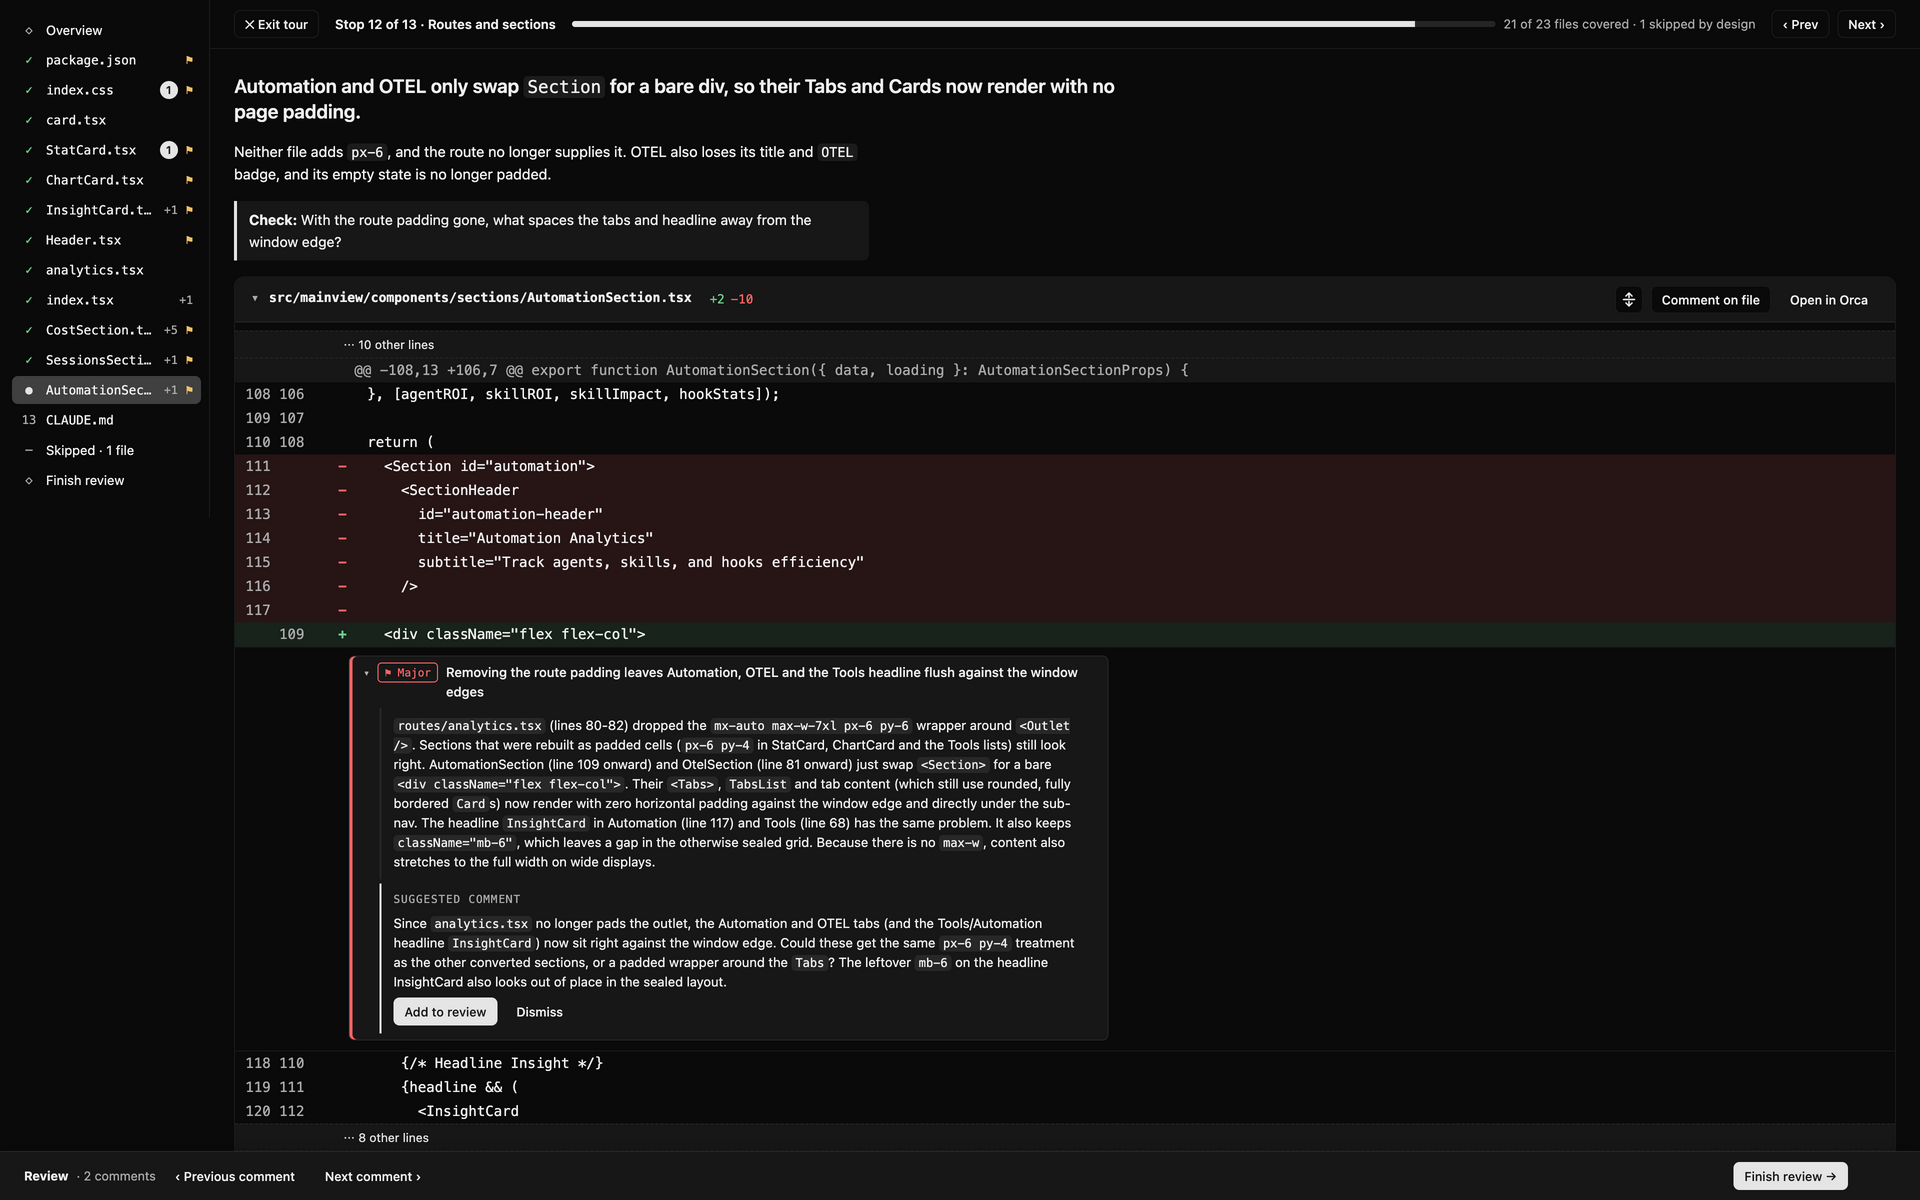 Overview
package.json
index.css 1
card.tsx
StatCard.tsx 1
ChartCard.tsx
InsightCard.t… +1
Header.tsx
analytics.tsx
index.tsx +1
CostSection.t… +5
SessionsSecti… +1
AutomationSec… +1
13 CLAUDE.md
– Skipped · 1 file
Finish review
✕ Exit tour
Stop 12 of 13 · Routes and sections
21 of 23 files covered · 1 skipped by design
‹ Prev
Next ›
Automation and OTEL only swap Section for a bare div, so their Tabs and Cards now render with no
page padding.
Neither file adds px-6, and the route no longer supplies it. OTEL also loses its title and OTEL
badge, and its empty state is no longer padded.
Check: With the route padding gone, what spaces the tabs and headline away from the
window edge?
src/mainview/components/sections/AutomationSection.tsx +2 −10
Comment on file
Open in Orca
··· 10 other lines
@@ -108,13 +106,7 @@ export function AutomationSection({ data, loading }: AutomationSectionProps) {
108 106 }, [agentROI, skillROI, skillImpact, hookStats]);
109 107
110 108 return (
111 − <Section id="automation">
112 − <SectionHeader
113 − id="automation-header"
114 − title="Automation Analytics"
115 − subtitle="Track agents, skills, and hooks efficiency"
116 − />
117 −
109 + <div className="flex flex-col">
Major Removing the route padding leaves Automation, OTEL and the Tools headline flush against the window
edges
routes/analytics.tsx (lines 80-82) dropped the mx-auto max-w-7xl px-6 py-6 wrapper around <Outlet
/>. Sections that were rebuilt as padded cells (px-6 py-4 in StatCard, ChartCard and the Tools lists) still look
right. AutomationSection (line 109 onward) and OtelSection (line 81 onward) just swap <Section> for a bare
<div className="flex flex-col">. Their <Tabs>, TabsList and tab content (which still use rounded, fully
bordered Cards) now render with zero horizontal padding against the window edge and directly under the sub-
nav. The headline InsightCard in Automation (line 117) and Tools (line 68) has the same problem. It also keeps
className="mb-6", which leaves a gap in the otherwise sealed grid. Because there is no max-w, content also
stretches to the full width on wide displays.
SUGGESTED COMMENT
Since analytics.tsx no longer pads the outlet, the Automation and OTEL tabs (and the Tools/Automation
headline InsightCard) now sit right against the window edge. Could these get the same px-6 py-4 treatment
as the other converted sections, or a padded wrapper around the Tabs? The leftover mb-6 on the headline
InsightCard also looks out of place in the sealed layout.
Add to review
Dismiss
118 110 {/* Headline Insight */}
119 111 {headline && (
120 112 <InsightCard
··· 8 other lines
Review · 2 comments
‹ Previous comment
Next comment ›
Finish review →